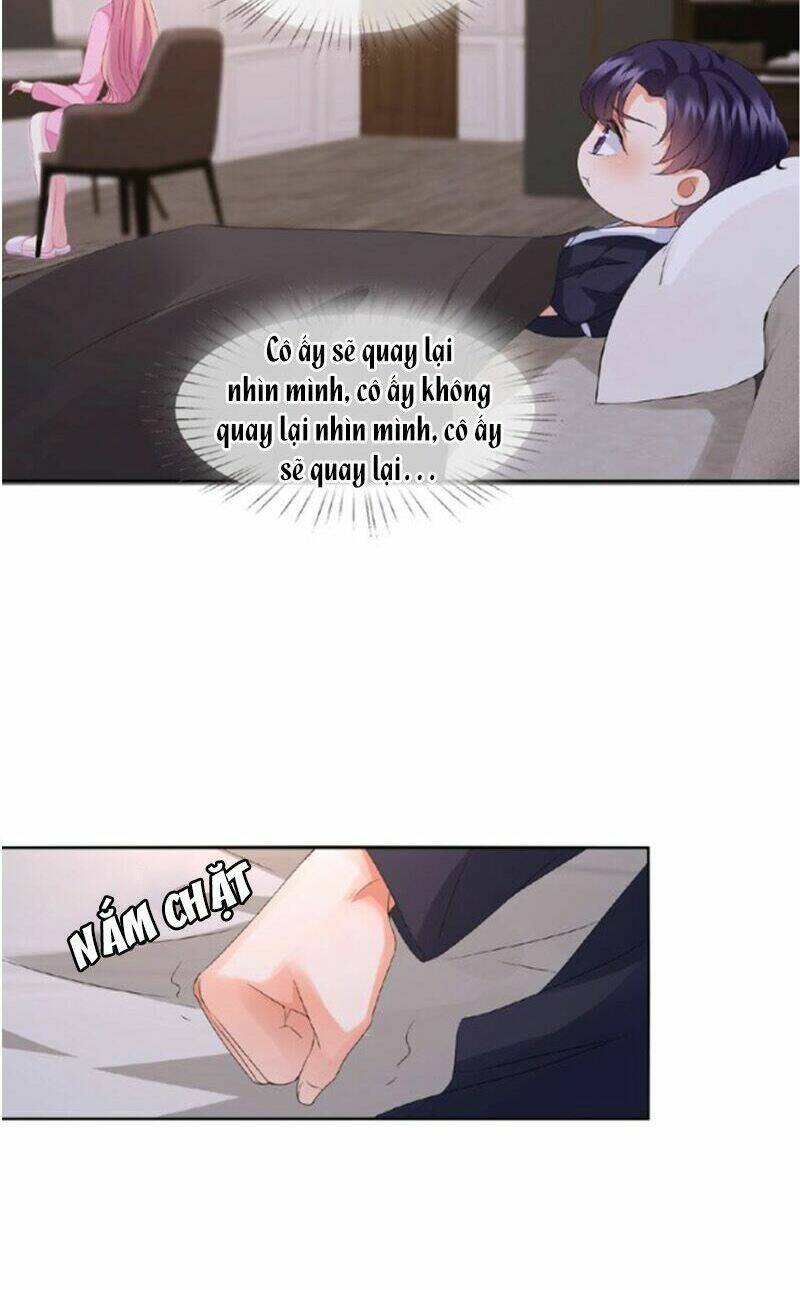 Cô ấy sẽ quay lại
nhìn mình, cô ấy không
quay lại nhìn mình, cô ấy
sẽ quay lại...
NẮM CHẶT